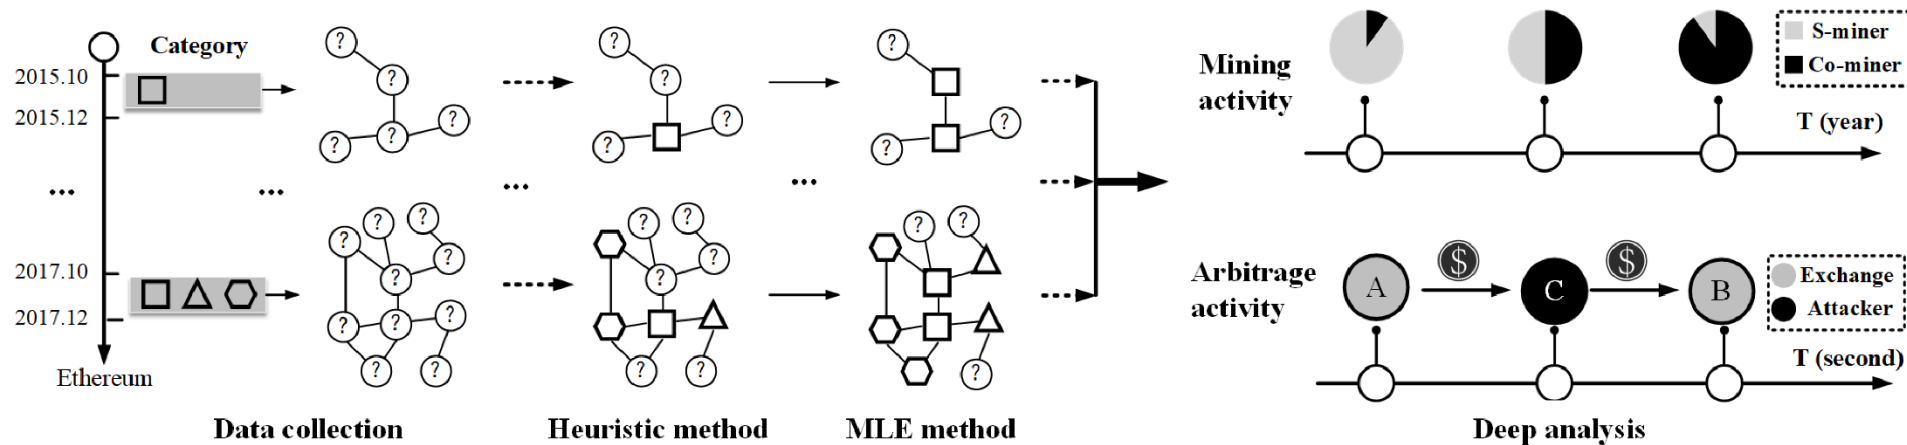 Category
2015.10
2015.12
...
2017.10
2017.12
Ethereum
? ? ? ? ?
...
? ? ? ? ? ? ? ? ? ?
Data collection
? ? ? ?
...
? ? ? ? ? ?
Heuristic method
? ? ?
...
? ? ?
MLE method
Mining
activity
S-miner
Co-miner
T (year)
Arbitrage
activity
A $ C $ B
Exchange
Attacker
T (second)
Deep analysis